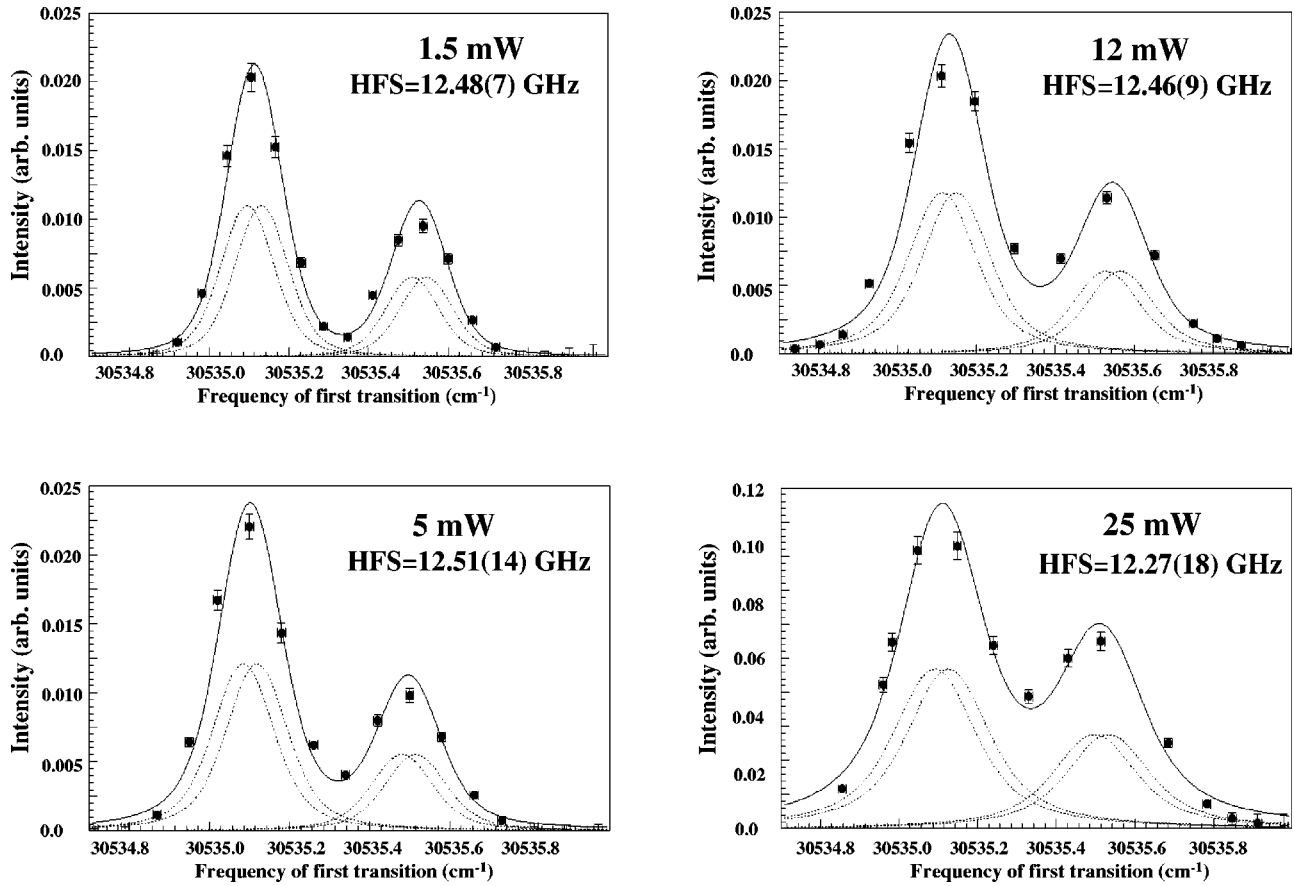 0.025
0.020
0.015
0.010
0.005
0.0
Intensity (arb. units)
1.5 mW
HFS=12.48(7) GHz
30534.8 30535.0 30535.2 30535.4 30535.6 30535.8
Frequency of first transition (cm-1)
0.025
0.020
0.015
0.010
0.005
0.0
Intensity (arb. units)
12 mW
HFS=12.46(9) GHz
30534.8 30535.0 30535.2 30535.4 30535.6 30535.8
Frequency of first transition (cm-1)
0.025
0.020
0.015
0.010
0.005
0.0
Intensity (arb. units)
5 mW
HFS=12.51(14) GHz
30534.8 30535.0 30535.2 30535.4 30535.6 30535.8
Frequency of first transition (cm-1)
0.12
0.10
0.08
0.06
0.04
0.02
0.0
Intensity (arb. units)
25 mW
HFS=12.27(18) GHz
30534.8 30535.0 30535.2 30535.4 30535.6 30535.8
Frequency of first transition (cm-1)